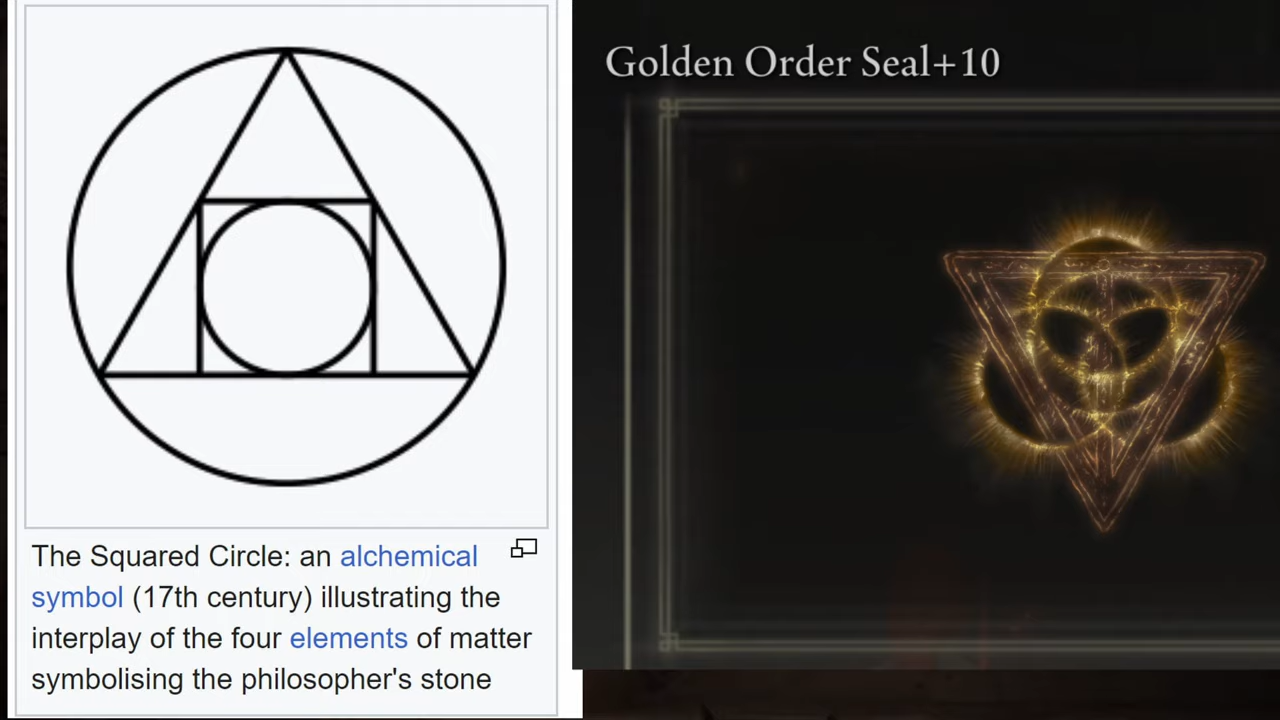 Golden Order Seal+10
The Squared Circle: an alchemical
symbol (17th century) illustrating the
interplay of the four elements of matter
symbolising the philosopher's stone